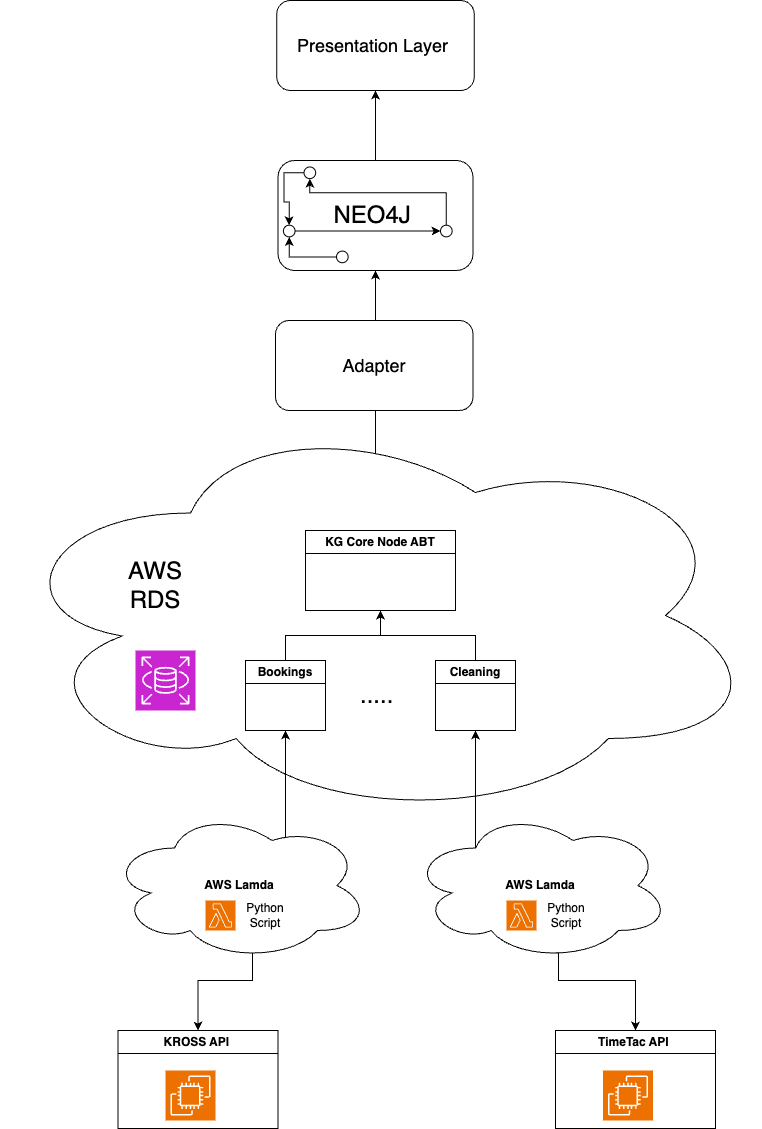 Presentation Layer
NEO4J
Adapter
KG Core Node ABT
AWS
RDS
Bookings
.....
Cleaning
AWS Lamda
Python
Script
AWS Lamda
Python
Script
KROSS API
TimeTac API